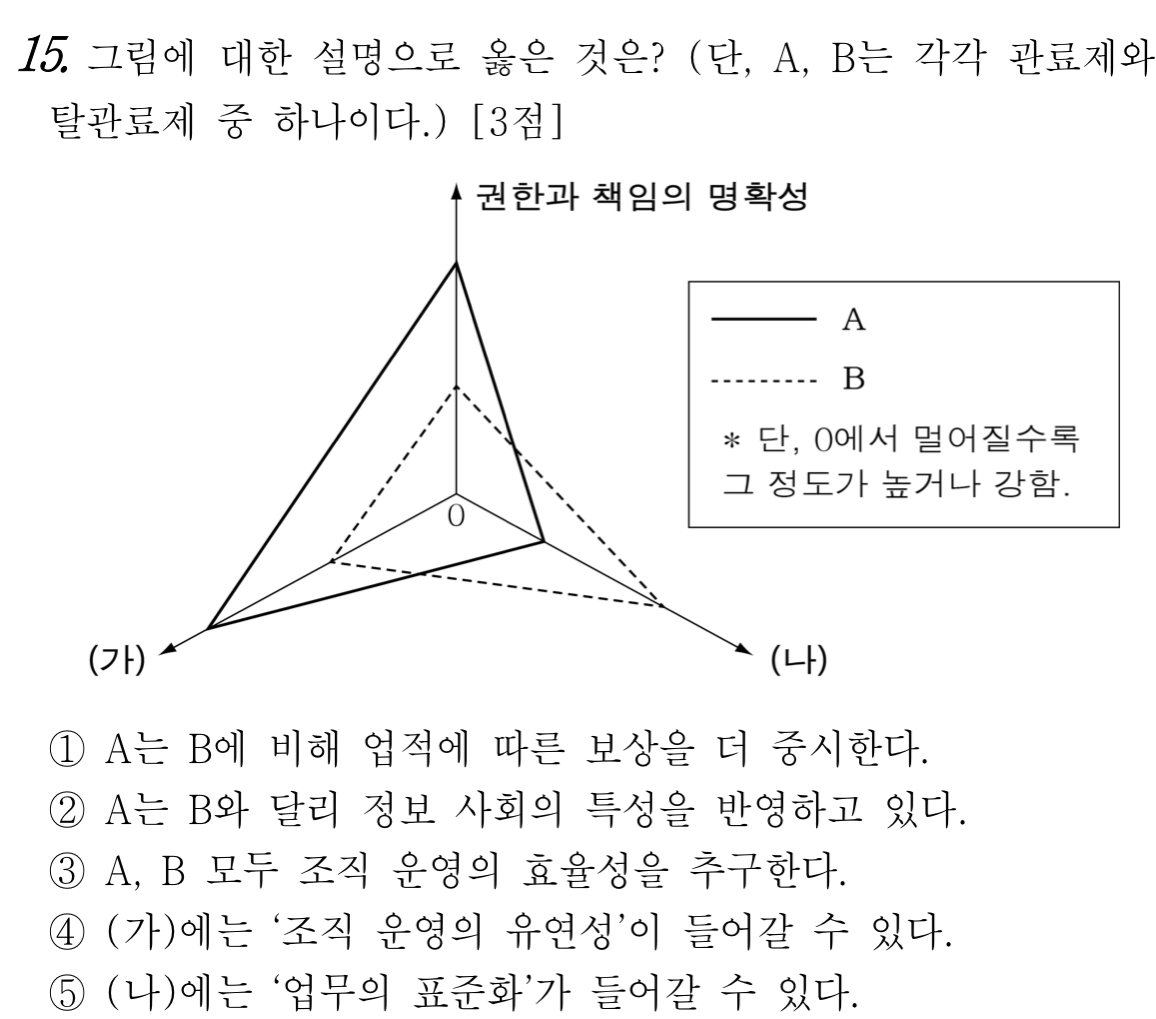 15. 그림에 대한 설명으로 옳은 것은? (단, A, B는 각각 관료제와
탈관료제 중 하나이다.) [3점]
권한과 책임의 명확성
A
B
* 단, 0에서 멀어질수록
그 정도가 높거나 강함.
0
(가)
(나)
① A는 B에 비해 업적에 따른 보상을 더 중시한다.
② A는 B와 달리 정보 사회의 특성을 반영하고 있다.
③ A, B 모두 조직 운영의 효율성을 추구한다.
④ (가)에는 ‘조직 운영의 유연성’이 들어갈 수 있다.
⑤ (나)에는 ‘업무의 표준화’가 들어갈 수 있다.